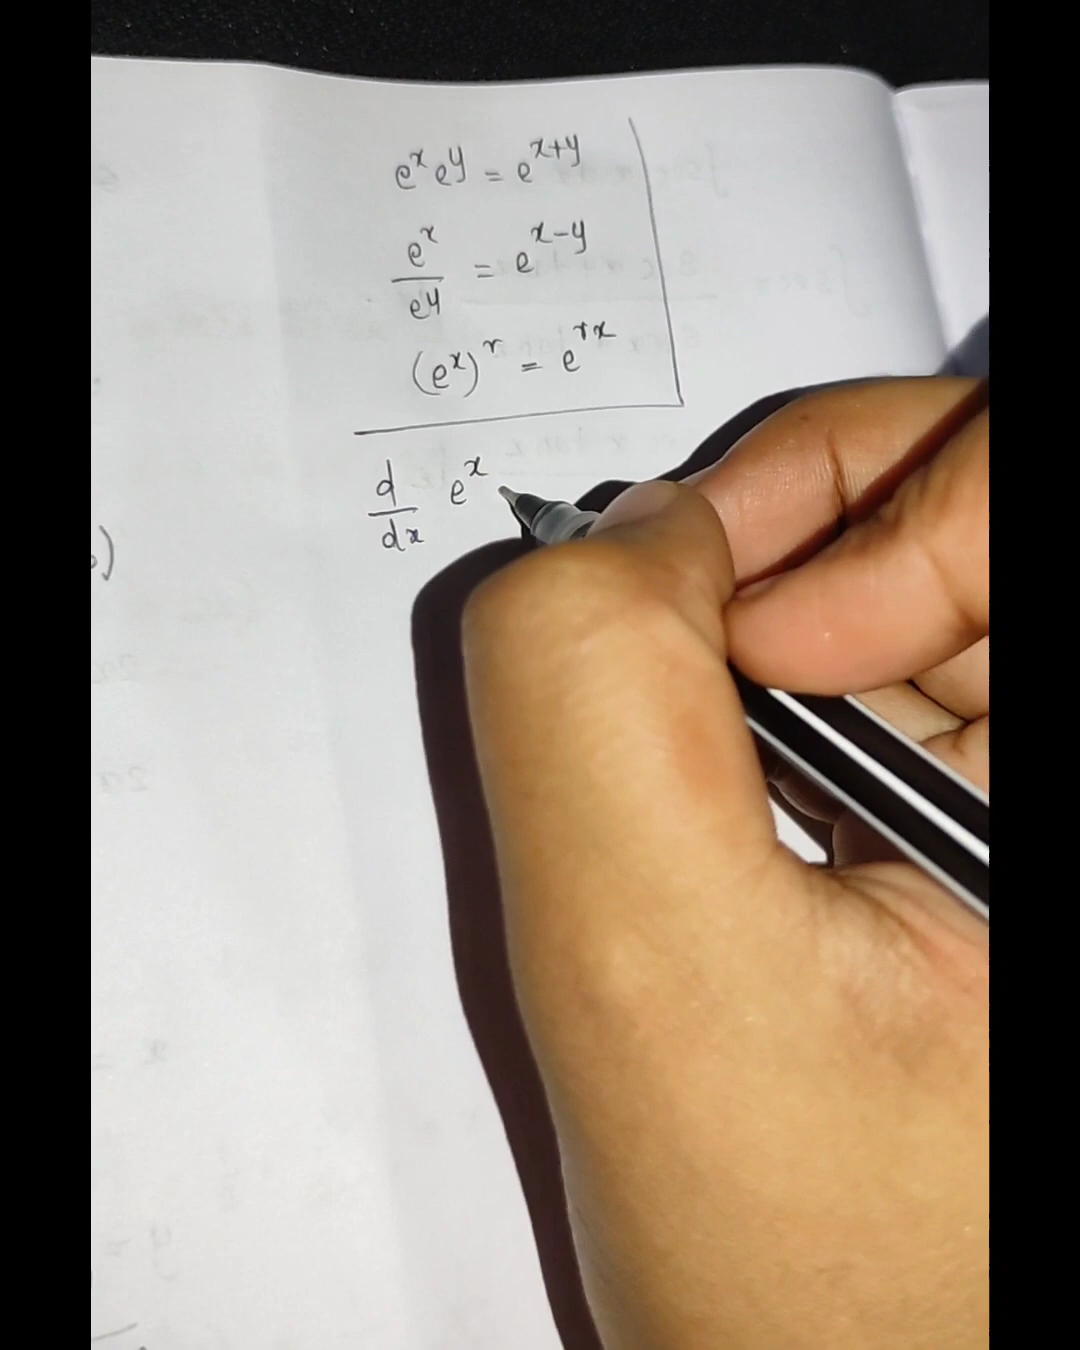 e^x e^y = e^{x+y}
e^x / e^y = e^{x-y}
(e^x)^r = e^{rx}
d/dx e^x